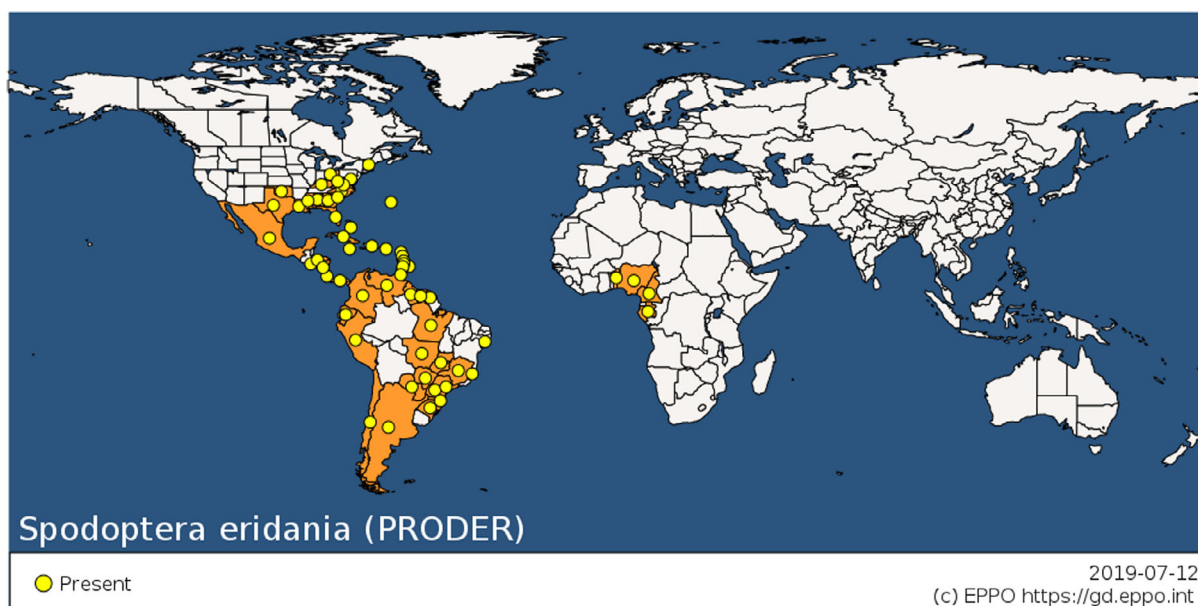 Spodoptera eridania (PRODER)
Present
2019-07-12
(c) EPPO https://gd.eppo.int